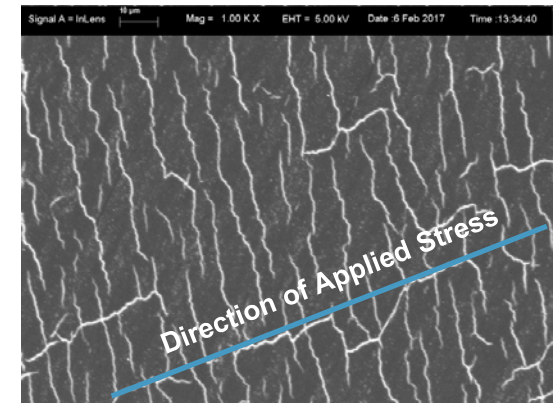 Signal A = InLens 10 µm Mag = 1.00 K X EHT = 5.00 kV Date :6 Feb 2017 Time :13:34:40
Direction of Applied Stress